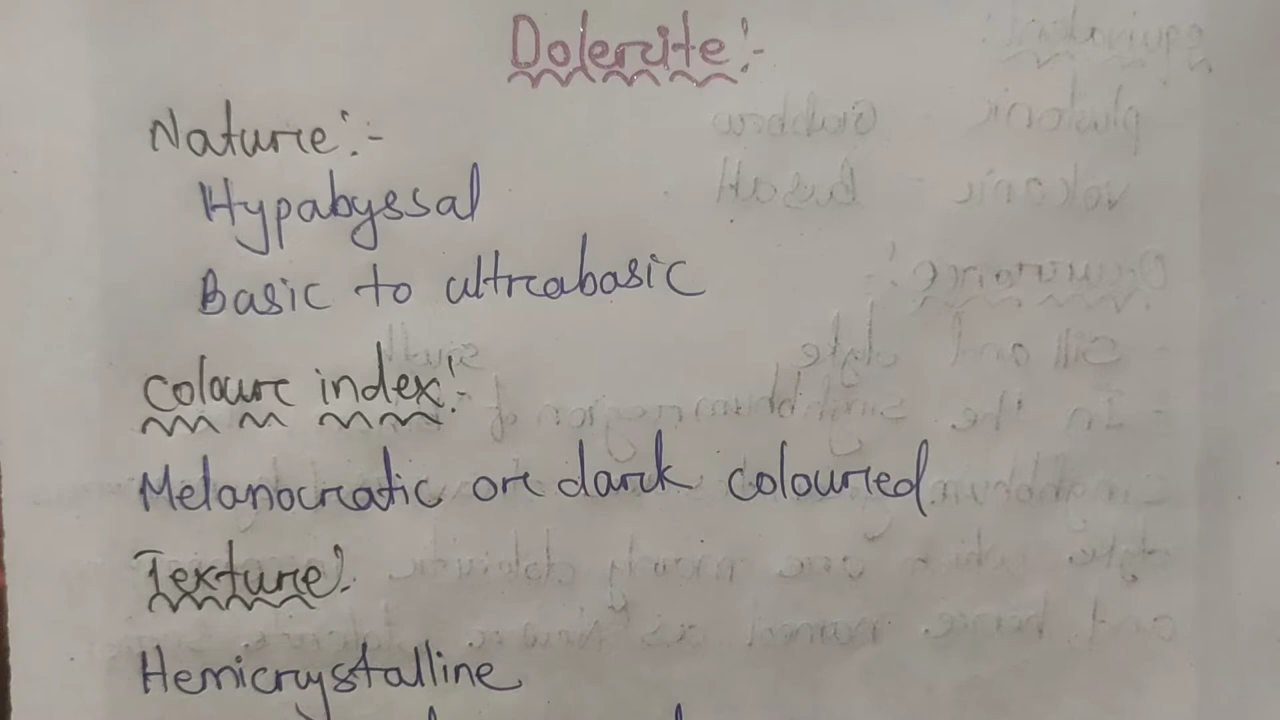 Dolerite:-
Nature:-
Hypabyssal
Basic to ultrabasic
colour index:-
Melanocratic or dark coloured
Texture:
Hemicrystalline